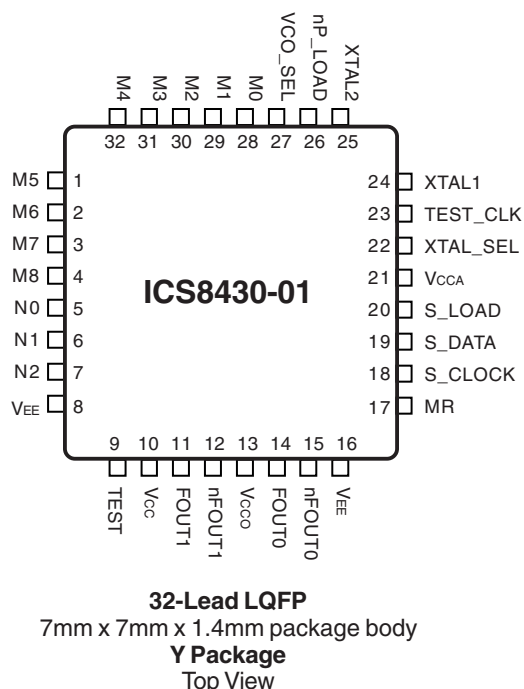 M4 M3 M2 M1 M0 VCO_SEL nP_LOAD XTAL2
32 31 30 29 28 27 26 25
M5 1
M6 2
M7 3
M8 4
N0 5
N1 6
N2 7
VEE 8
ICS8430-01
24 XTAL1
23 TEST_CLK
22 XTAL_SEL
21 VCCA
20 S_LOAD
19 S_DATA
18 S_CLOCK
17 MR
9 10 11 12 13 14 15 16
TEST VCC FOUT1 nFOUT1 VCCO FOUT0 nFOUT0 VEE
32-Lead LQFP
7mm x 7mm x 1.4mm package body
Y Package
Top View